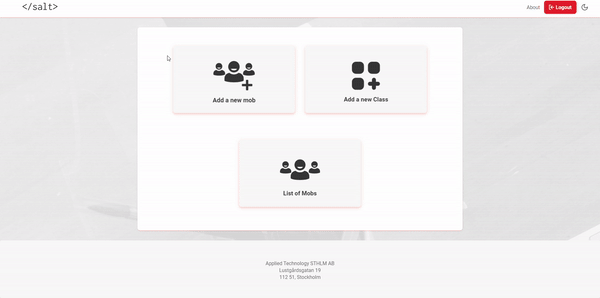 </salt>
About
Logout
Add a new mob
Add a new Class
List of Mobs
Applied Technology STHLM AB
Lustgårdsgatan 19
112 51, Stockholm